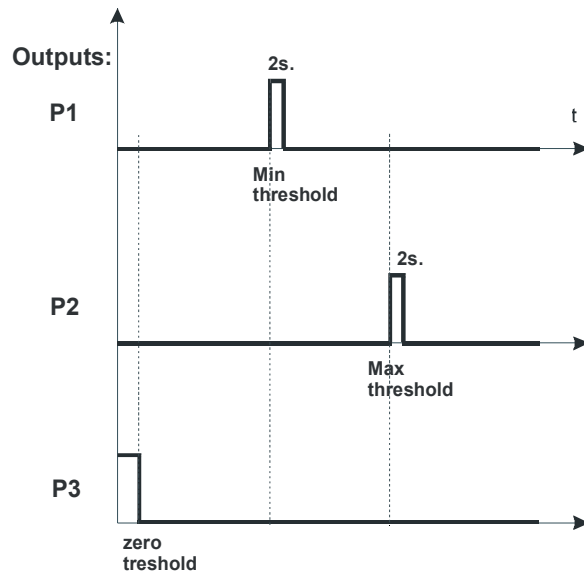 Outputs:
2s.
P1
t
Min
threshold
2s.
P2
Max
threshold
P3
zero
treshold